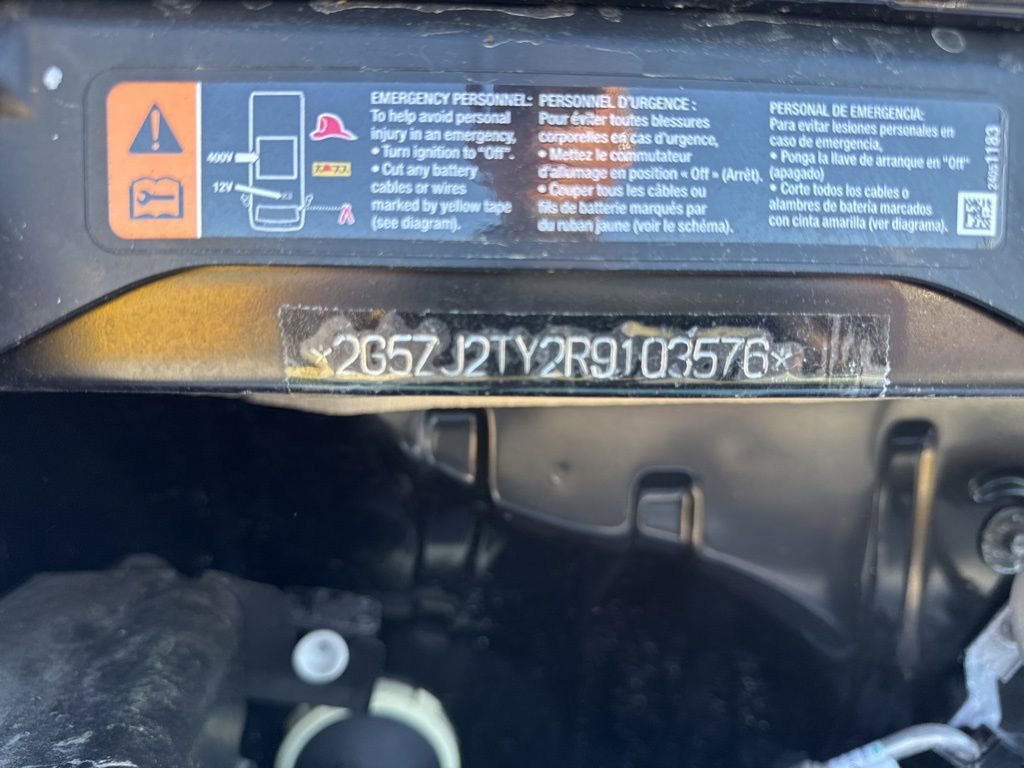 400V
12V
EMERGENCY PERSONNEL:
To help avoid personal
injury in an emergency,
• Turn ignition to "Off".
• Cut any battery
cables or wires
marked by yellow tape
(see diagram).
PERSONNEL D'URGENCE :
Pour éviter toutes blessures
corporelles en cas d'urgence,
• Mettez le commutateur
d'allumage en position « Off » (Arrêt).
• Couper tous les câbles ou
fils de batterie marqués par
du ruban jaune (voir le schéma).
PERSONAL DE EMERGENCIA:
Para evitar lesiones personales en
caso de emergencia,
• Ponga la llave de arranque en "Off"
(apagado)
• Corte todos los cables o
alambres de batería marcados
con cinta amarilla (ver diagrama).
24051183
*2G5ZJ2TY2R9103576*